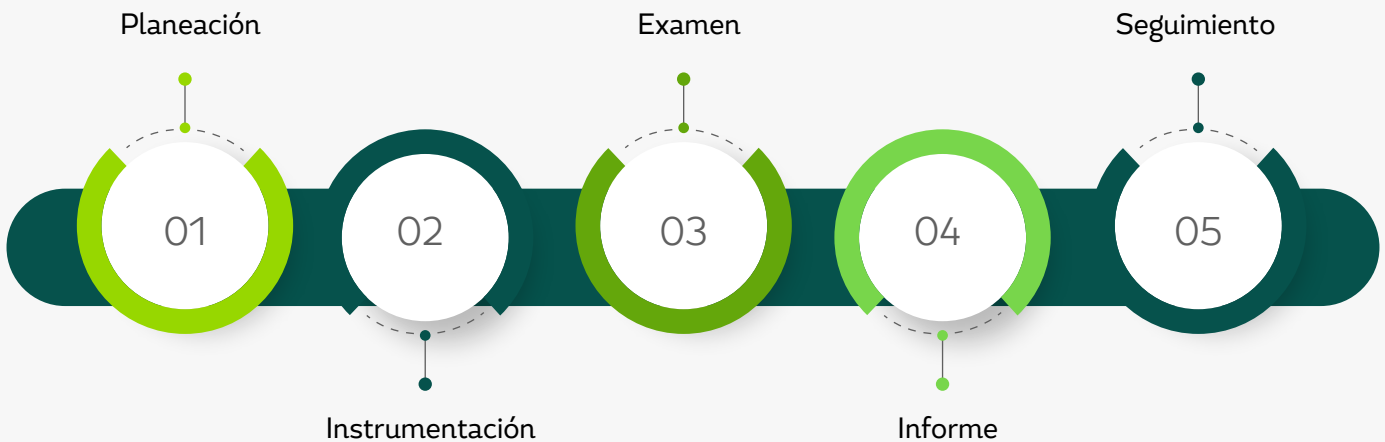 Planeación
01
02
Instrumentación
Examen
03
04
Informe
Seguimiento
05